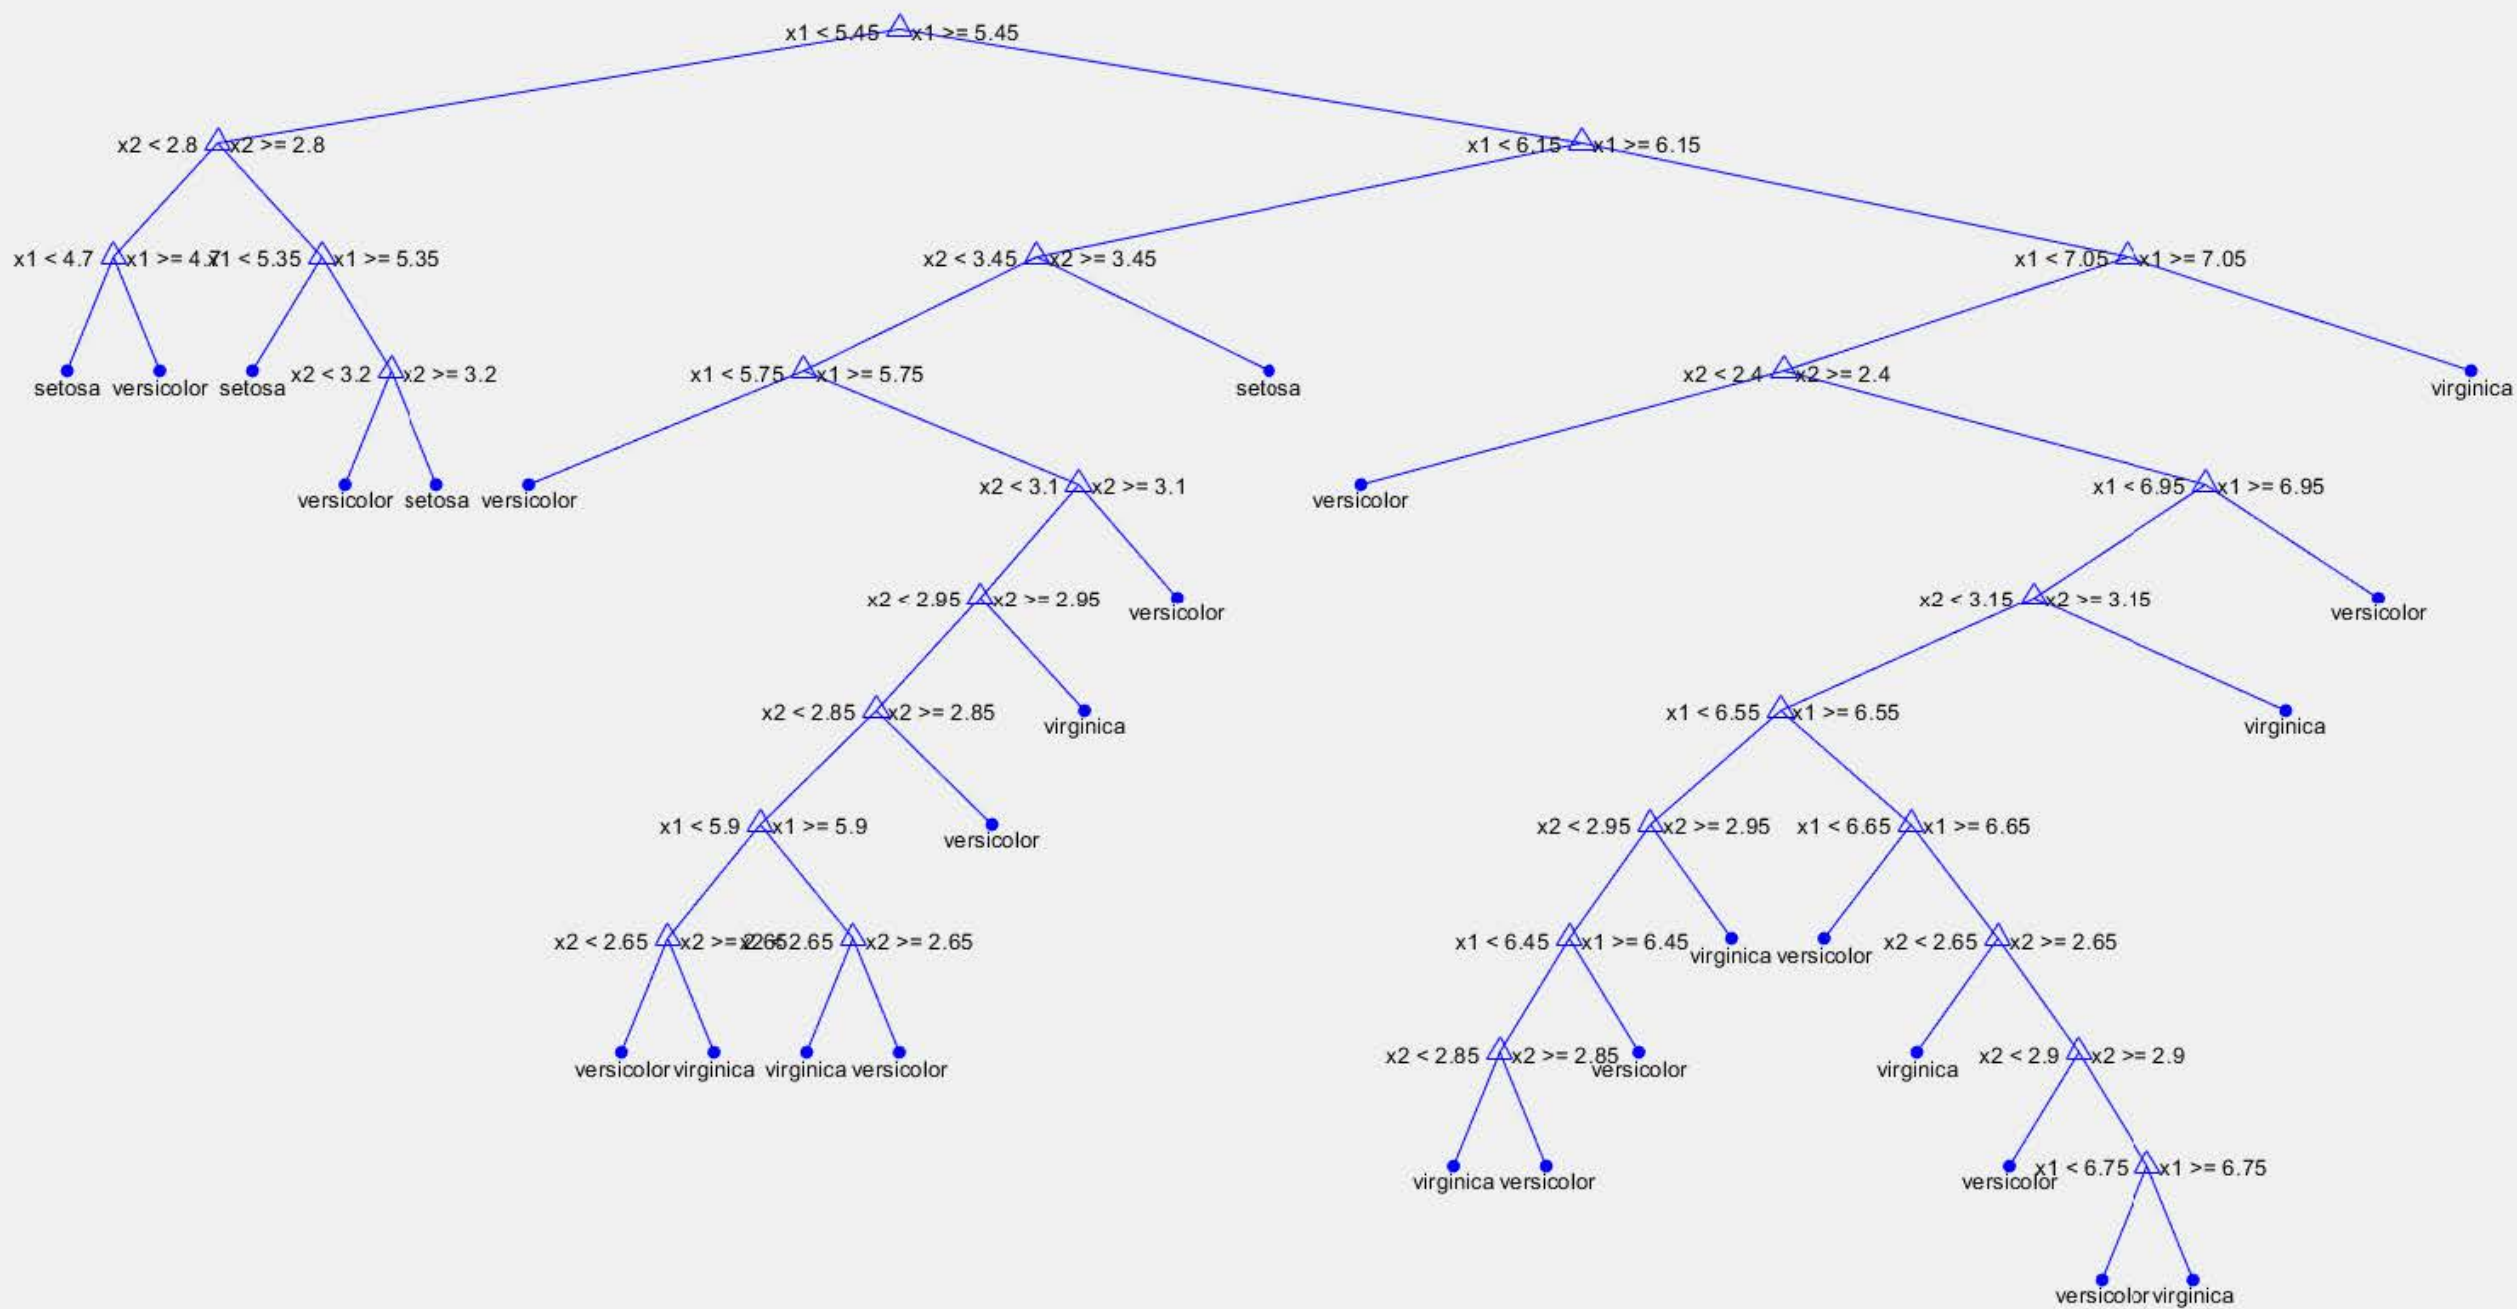 x1 < 5.45 x1 >= 5.45
x2 < 2.8 x2 >= 2.8 x1 < 6.15 x1 >= 6.15
x1 < 4.7 x1 >= 4.7 x1 < 5.35 x1 >= 5.35 x2 < 3.45 x2 >= 3.45 x1 < 7.05 x1 >= 7.05
setosa versicolor setosa x2 < 3.2 x2 >= 3.2 x1 < 5.75 x1 >= 5.75 setosa x2 < 2.4 x2 >= 2.4 virginica
versicolor setosa versicolor x2 < 3.1 x2 >= 3.1 versicolor x1 < 6.95 x1 >= 6.95
x2 < 2.95 x2 >= 2.95 versicolor x2 < 3.15 x2 >= 3.15 versicolor
x2 < 2.85 x2 >= 2.85 virginica x1 < 6.55 x1 >= 6.55 virginica
x1 < 5.9 x1 >= 5.9 versicolor x2 < 2.95 x2 >= 2.95 x1 < 6.65 x1 >= 6.65
x2 < 2.65 x2 >= 2.65 x2 < 2.65 x2 >= 2.65 x1 < 6.45 x1 >= 6.45 virginica versicolor x2 < 2.65 x2 >= 2.65
versicolor virginica virginica versicolor x2 < 2.85 x2 >= 2.85 versicolor virginica x2 < 2.9 x2 >= 2.9
virginica versicolor versicolor x1 < 6.75 x1 >= 6.75
versicolor virginica